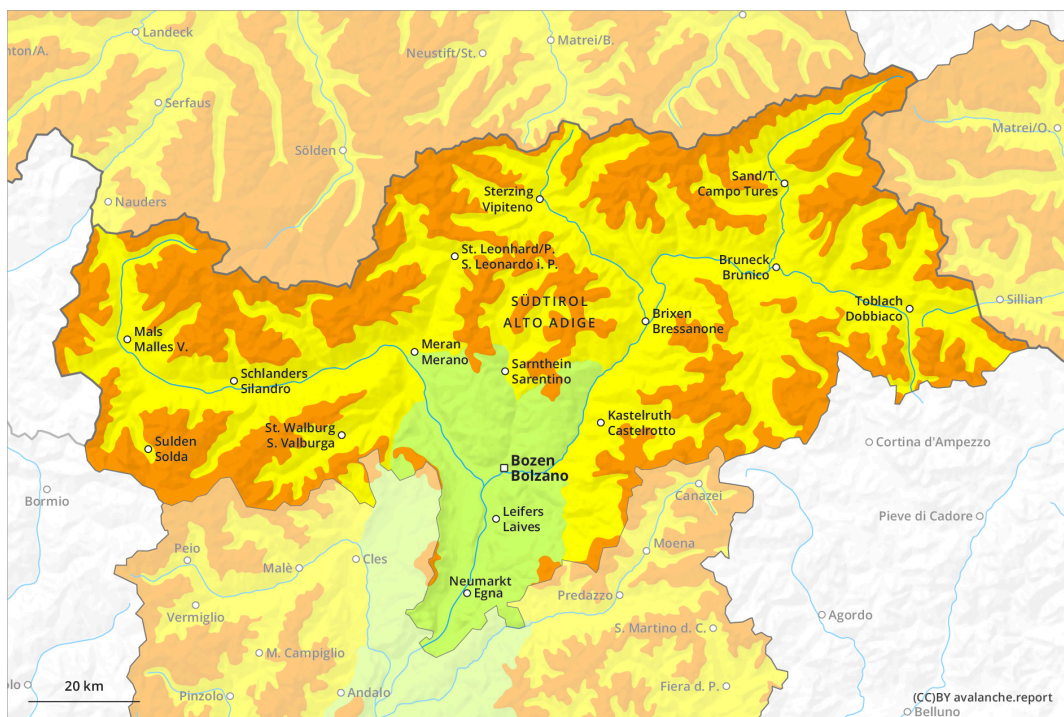 Landeck
Matrei/B.
Neustift/St.
Serfaus
Matrei/O.
Sölden
Sand/T.
Campo Tures
Sterzing
Vipiteno
Nauders
St. Leonhard/P.
S. Leonardo i. P.
Bruneck
Brunico
SÜDTIROL
ALTO ADIGE
Toblach
Dobbiaco
Sillian
Brixen
Bressanone
Mals
Malles V.
Meran
Merano
Sarnthein
Sarentino
Schlanders
Silandro
Kastelruth
Castelrotto
St. Walburg
S. Valburga
Sulden
Solda
Cortina d'Ampezzo
Bozen
Bolzano
Bormio
Canazei
Leifers
Laives
Pieve di Cadore
Peio
Cles
Moena
Malè
Neumarkt
Egna
Predazzo
Vermiglio
Agordo
S. Martino d. C.
M. Campiglio
20 km
Pinzolo
Andalo
Fiera d. P.
(CC)BY avalanche.report
Belluno